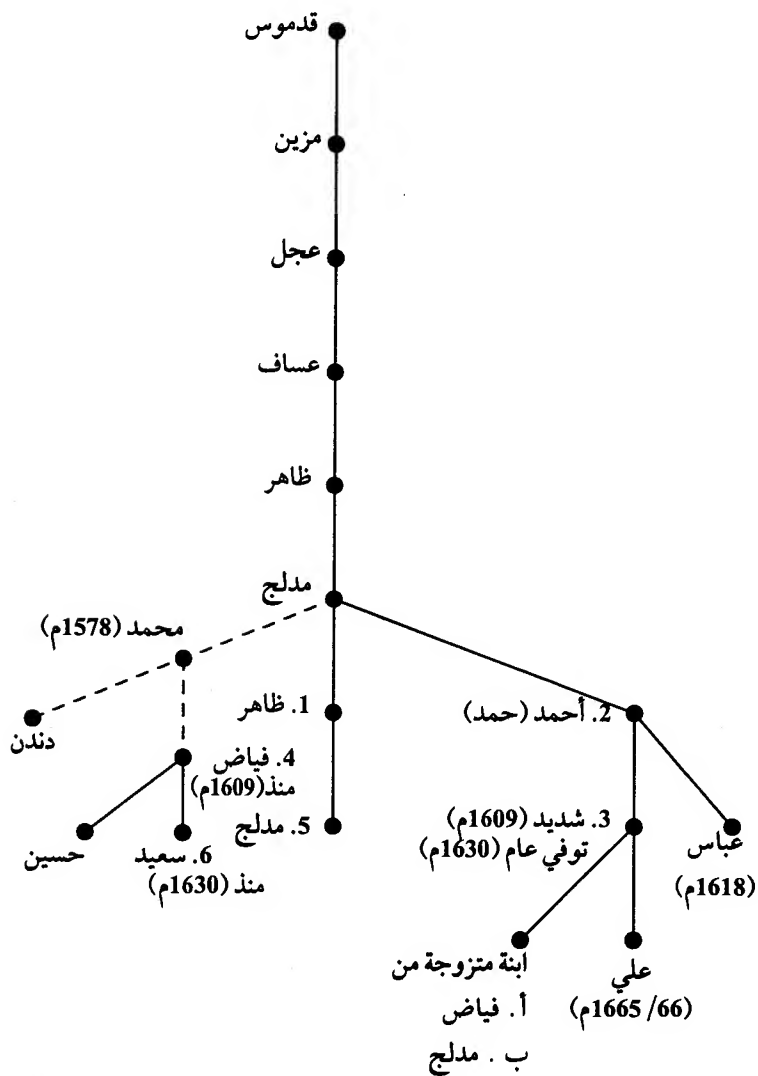 قدموس
مزين
عجل
عساف
ظاهر
مدلج
محمد (1578م)
1. ظاهر
2. أحمد (حمد)
دندن
4. فياض
منذ (1609م)
5. مدلج
3. شديد (1609م)
توفي عام (1630م)
عباس
(1618م)
حسين
6. سعيد
منذ (1630م)
ابنة متزوجة من
أ. فياض
ب. مدلج
علي
(1665/66م)